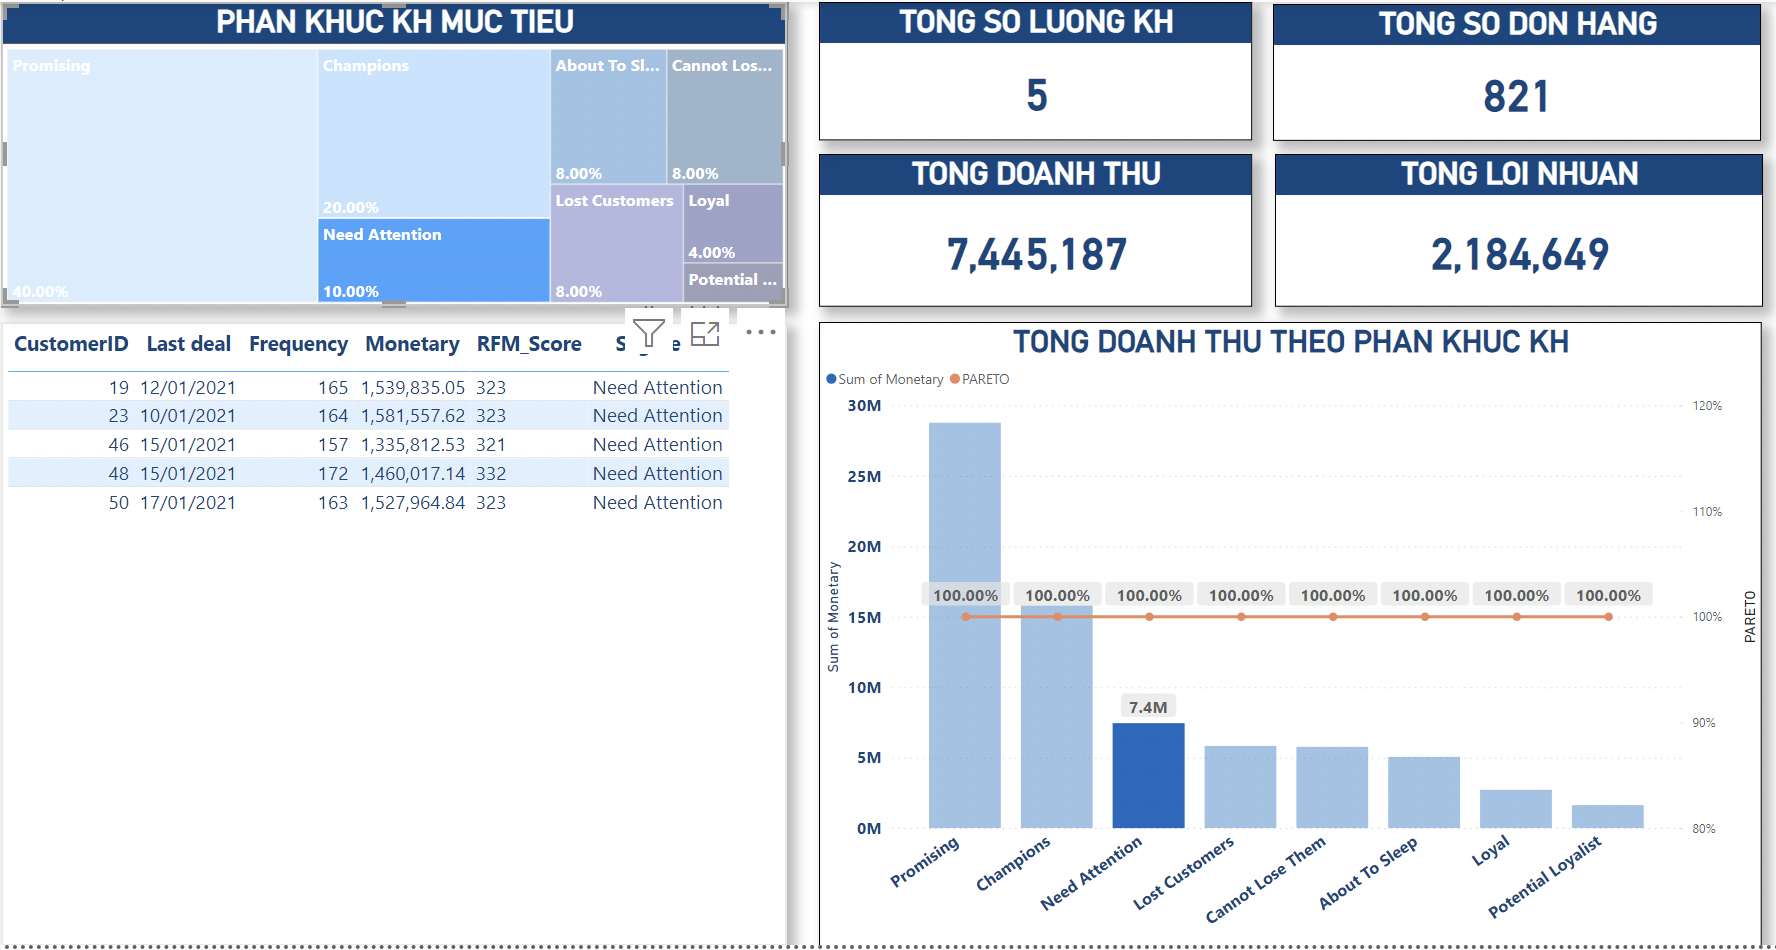 PHAN KHUC KH MUC TIEU
Promising
40.00%
Champions
20.00%
Need Attention
10.00%
About To Sl...
8.00%
Cannot Los...
8.00%
Lost Customers
8.00%
Loyal
4.00%
Potential ...
TONG SO LUONG KH
5
TONG SO DON HANG
821
TONG DOANH THU
7,445,187
TONG LOI NHUAN
2,184,649
CustomerID Last deal Frequency Monetary RFM_Score
19 12/01/2021 165 1,539,835.05 323 Need Attention
23 10/01/2021 164 1,581,557.62 323 Need Attention
46 15/01/2021 157 1,335,812.53 321 Need Attention
48 15/01/2021 172 1,460,017.14 332 Need Attention
50 17/01/2021 163 1,527,964.84 323 Need Attention
TONG DOANH THU THEO PHAN KHUC KH
Sum of Monetary PARETO
30M
25M
20M
15M
10M
5M
0M
Sum of Monetary
120%
110%
100%
90%
80%
PARETO
100.00% 100.00% 100.00% 100.00% 100.00% 100.00% 100.00% 100.00%
7.4M
Promising
Champions
Need Attention
Lost Customers
Cannot Lose Them
About To Sleep
Loyal
Potential Loyalist